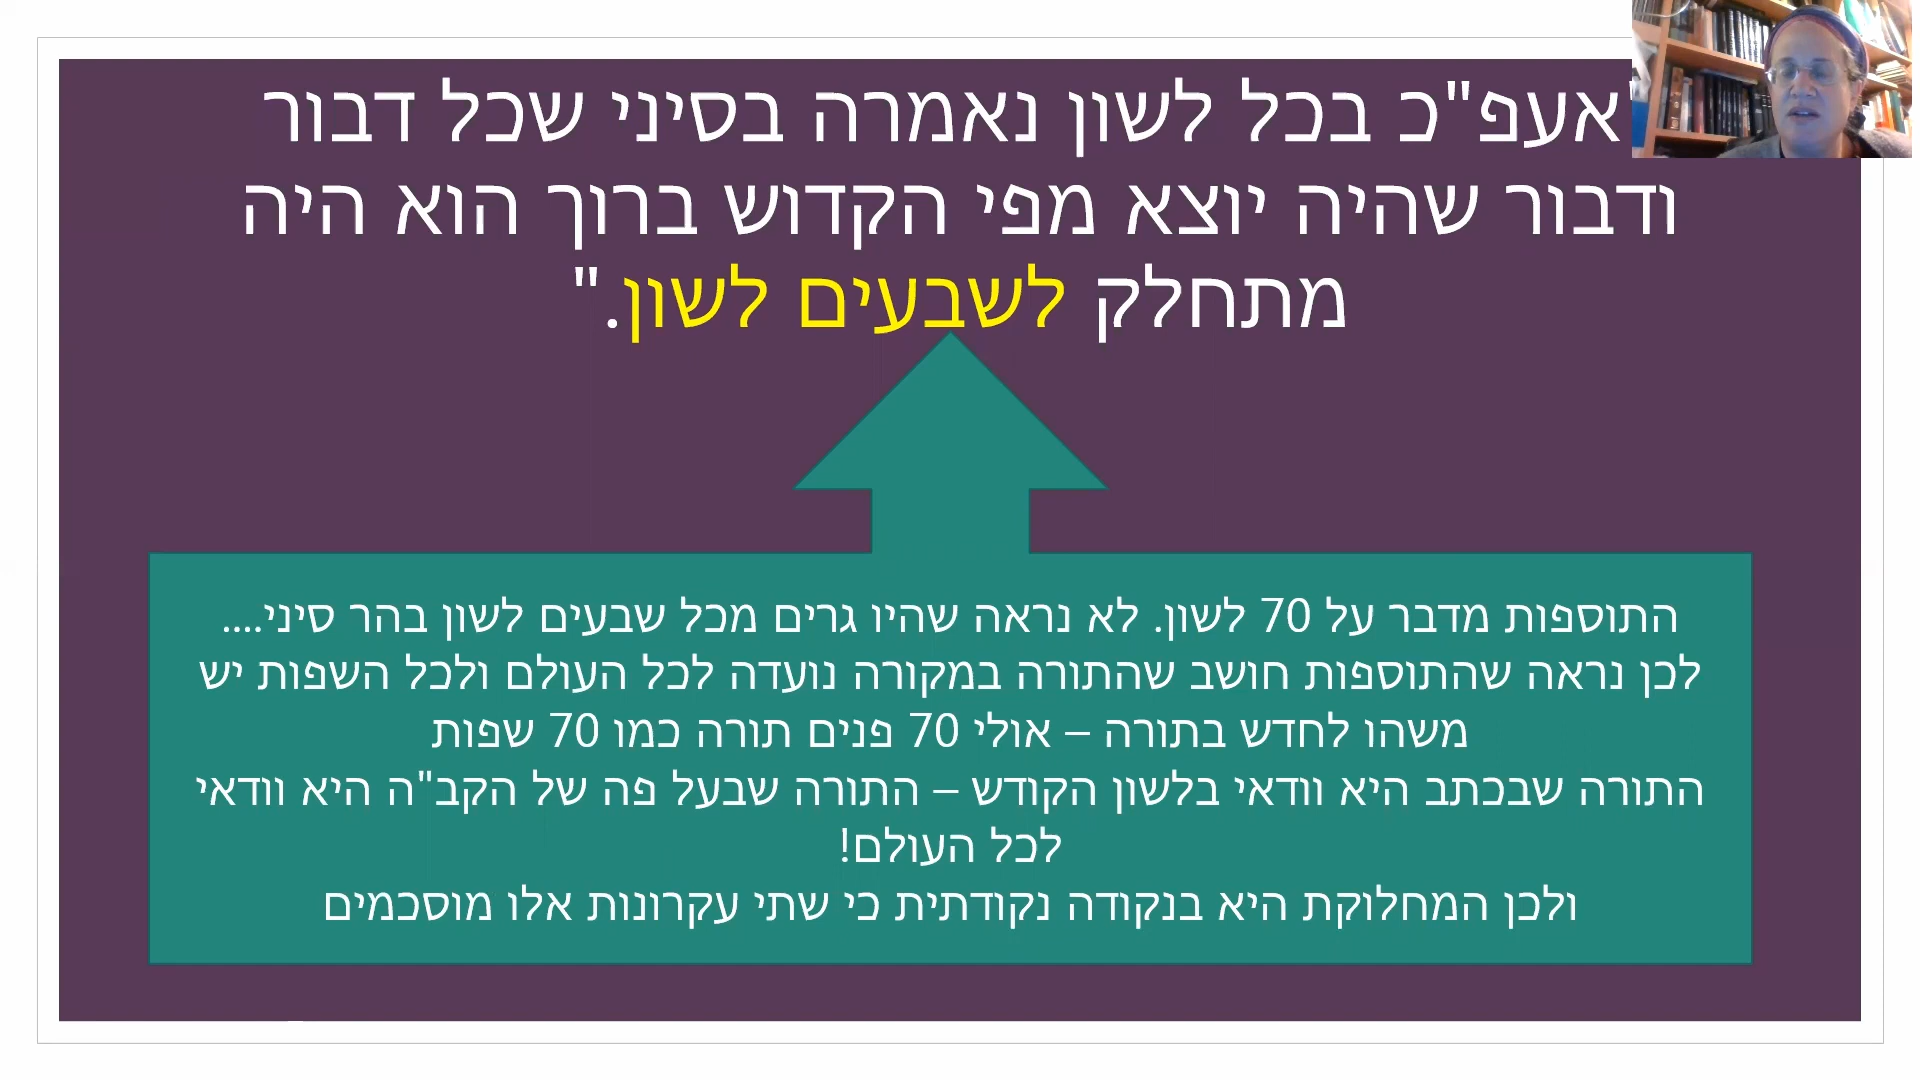 "אעפ"כ בכל לשון נאמרה בסיני שכל דבור
ודבור שהיה יוצא מפי הקדוש ברוך הוא היה
מתחלק לשבעים לשון."
התוספות מדבר על 70 לשון. לא נראה שהיו גרים מכל שבעים לשון בהר סיני....
לכן נראה שהתוספות חושב שהתורה במקורה נועדה לכל העולם ולכל השפות יש
משהו לחדש בתורה – אולי 70 פנים תורה כמו 70 שפות
התורה שבכתב היא וודאי בלשון הקודש – התורה שבעל פה של הקב"ה היא וודאי
לכל העולם!
ולכן המחלוקת היא בנקודה נקודתית כי שתי עקרונות אלו מוסכמים